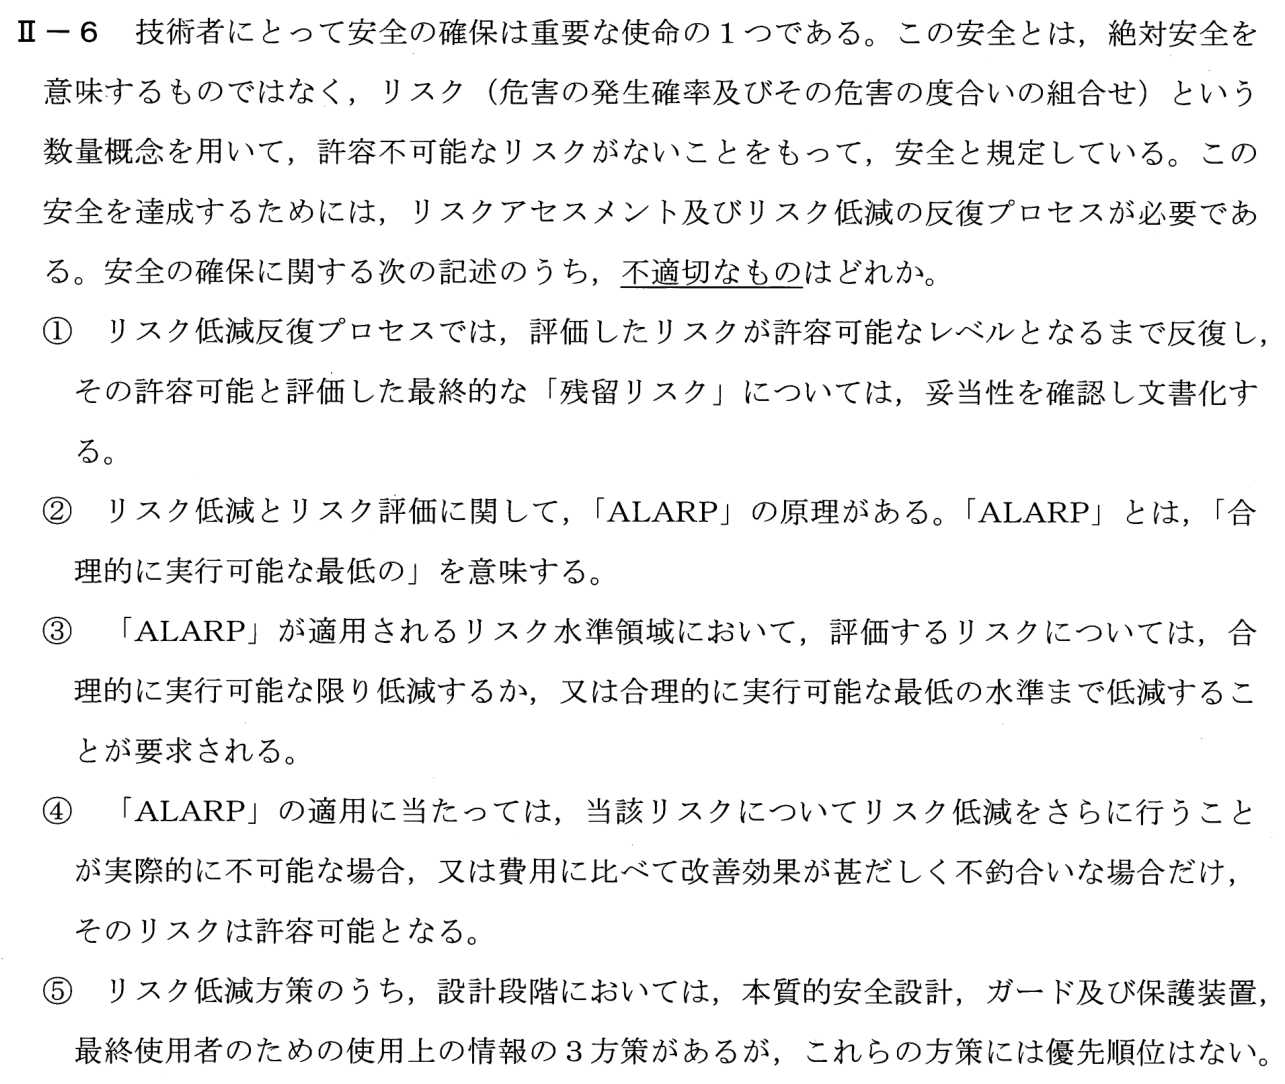 Ⅱ－6　技術者にとって安全の確保は重要な使命の1つである。この安全とは，絶対安全を
意味するものではなく，リスク（危害の発生確率及びその危害の度合いの組合せ）という
数量概念を用いて，許容不可能なリスクがないことをもって，安全と規定している。この
安全を達成するためには，リスクアセスメント及びリスク低減の反復プロセスが必要であ
る。安全の確保に関する次の記述のうち，不適切なものはどれか。
①　リスク低減反復プロセスでは，評価したリスクが許容可能なレベルとなるまで反復し，
その許容可能と評価した最終的な「残留リスク」については，妥当性を確認し文書化す
る。
②　リスク低減とリスク評価に関して，「ALARP」の原理がある。「ALARP」とは，「合
理的に実行可能な最低の」を意味する。
③　「ALARP」が適用されるリスク水準領域において，評価するリスクについては，合
理的に実行可能な限り低減するか，又は合理的に実行可能な最低の水準まで低減するこ
とが要求される。
④　「ALARP」の適用に当たっては，当該リスクについてリスク低減をさらに行うこと
が実際的に不可能な場合，又は費用に比べて改善効果が甚だしく不釣合いな場合だけ，
そのリスクは許容可能となる。
⑤　リスク低減方策のうち，設計段階においては，本質的安全設計，ガード及び保護装置，
最終使用者のための使用上の情報の3方策があるが，これらの方策には優先順位はない。